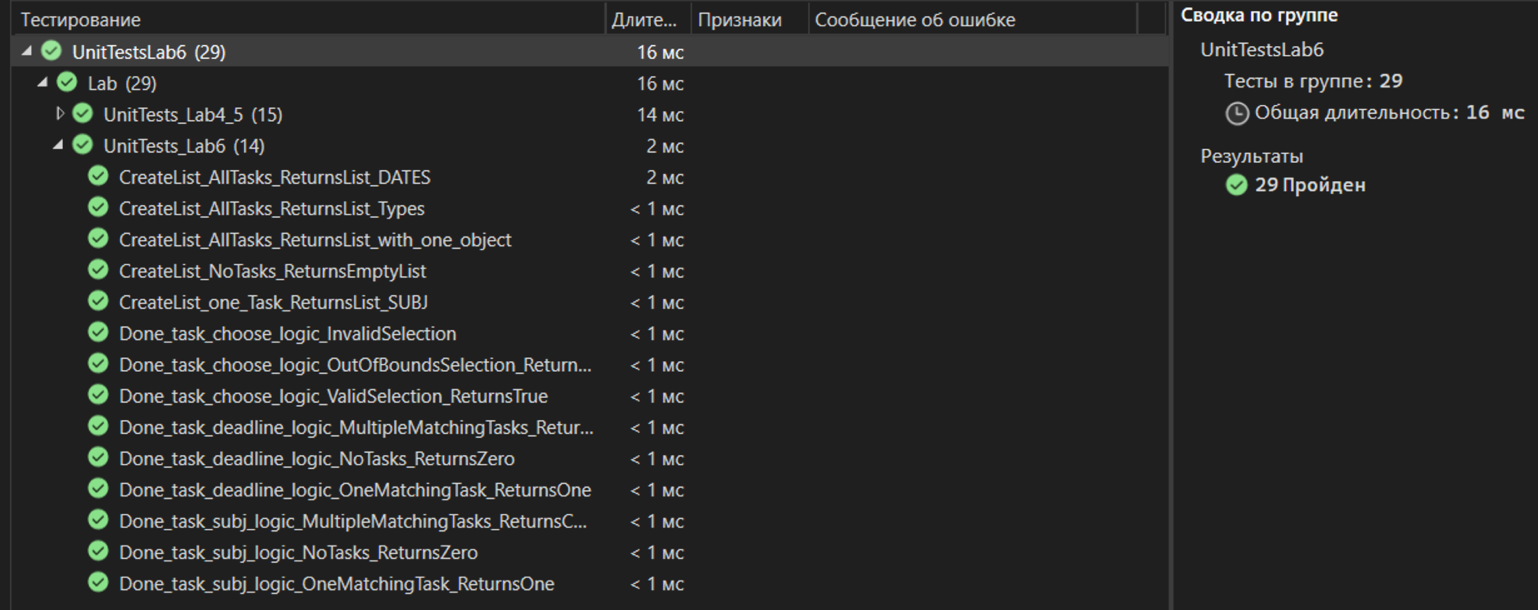 Тестирование Длите... Признаки Сообщение об ошибке
UnitTestsLab6 (29) 16 мс
Lab (29) 16 мс
UnitTests_Lab4_5 (15) 14 мс
UnitTests_Lab6 (14) 2 мс
CreateList_AllTasks_ReturnsList_DATES 2 мс
CreateList_AllTasks_ReturnsList_Types < 1 мс
CreateList_AllTasks_ReturnsList_with_one_object < 1 мс
CreateList_NoTasks_ReturnsEmptyList < 1 мс
CreateList_one_Task_ReturnsList_SUBJ < 1 мс
Done_task_choose_logic_InvalidSelection < 1 мс
Done_task_choose_logic_OutOfBoundsSelection_Return... < 1 мс
Done_task_choose_logic_ValidSelection_ReturnsTrue < 1 мс
Done_task_deadline_logic_MultipleMatchingTasks_Retur... < 1 мс
Done_task_deadline_logic_NoTasks_ReturnsZero < 1 мс
Done_task_deadline_logic_OneMatchingTask_ReturnsOne < 1 мс
Done_task_subj_logic_MultipleMatchingTasks_ReturnsC... < 1 мс
Done_task_subj_logic_NoTasks_ReturnsZero < 1 мс
Done_task_subj_logic_OneMatchingTask_ReturnsOne < 1 мс
Сводка по группе
UnitTestsLab6
Тесты в группе: 29
Общая длительность: 16 мс
Результаты
29 Пройден